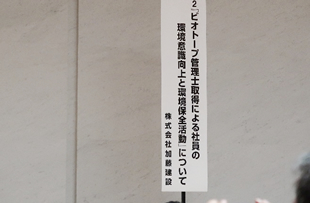 2 「ビオトープ管理士取得による社員の
環境意識向上と環境保全活動」について
株式会社加藤建設